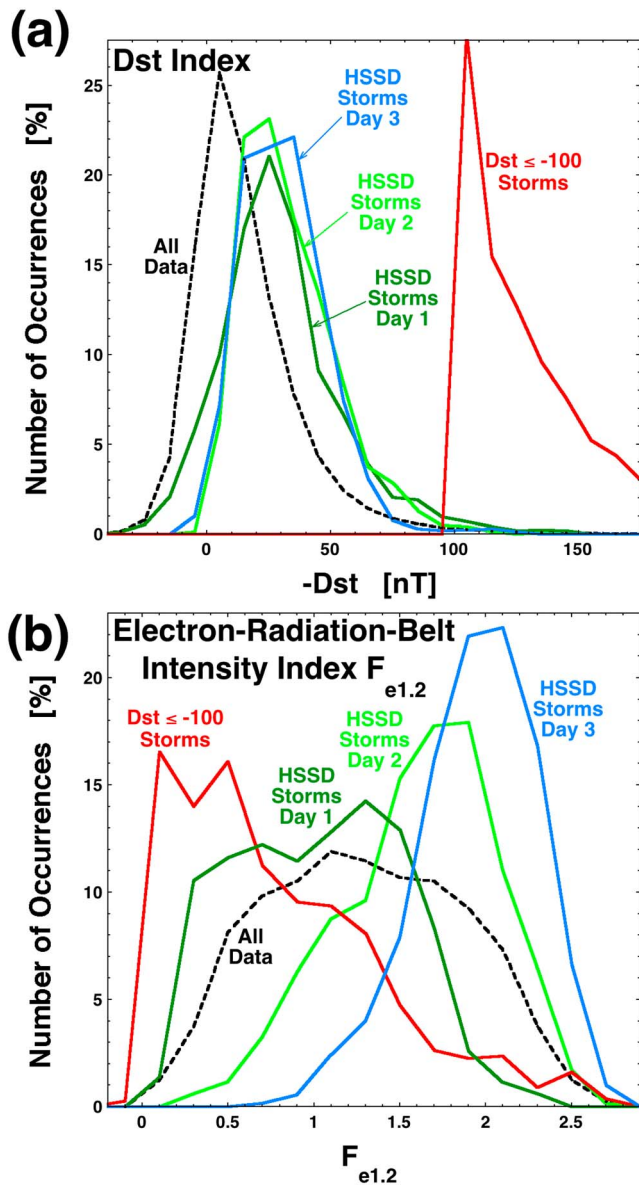 (a)
Dst Index
HSSD
Storms
Day 3
HSSD
Storms
Day 2
HSSD
Storms
Day 1
All
Data
Dst ≤ -100
Storms
Number of Occurrences [%]
25
20
15
10
5
0
0
50
100
150
-Dst [nT]
(b)
Electron-Radiation-Belt
Intensity Index F e1.2
Dst ≤ -100
Storms
HSSD
Storms
Day 1
HSSD
Storms
Day 2
HSSD
Storms
Day 3
All
Data
Number of Occurrences [%]
20
15
10
5
0
0
0.5
1
1.5
2
2.5
F e1.2